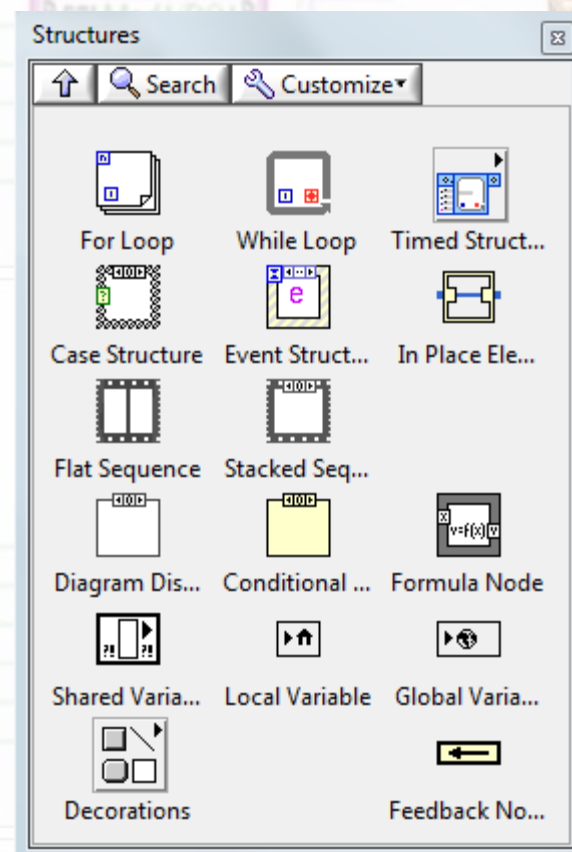 Structures
Search Customize
For Loop While Loop Timed Struct...
Case Structure Event Struct... In Place Ele...
Flat Sequence Stacked Seq...
Diagram Dis... Conditional ... Formula Node
Shared Varia... Local Variable Global Varia...
Decorations Feedback No...